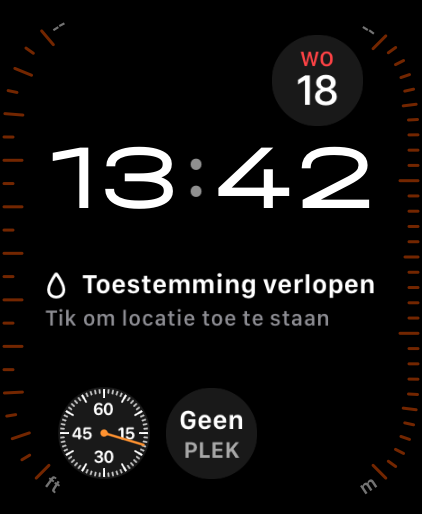 --
--
WO
18
13:42
Toestemming verlopen
Tik om locatie toe te staan
60
45
15
30
Geen
PLEK
ft
m